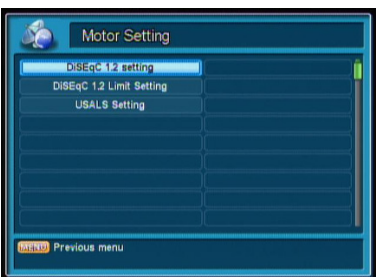 Motor Setting
DiSEqC 1.2 setting
DiSEqC 1.2 Limit Setting
USALS Setting
MENU Previous menu